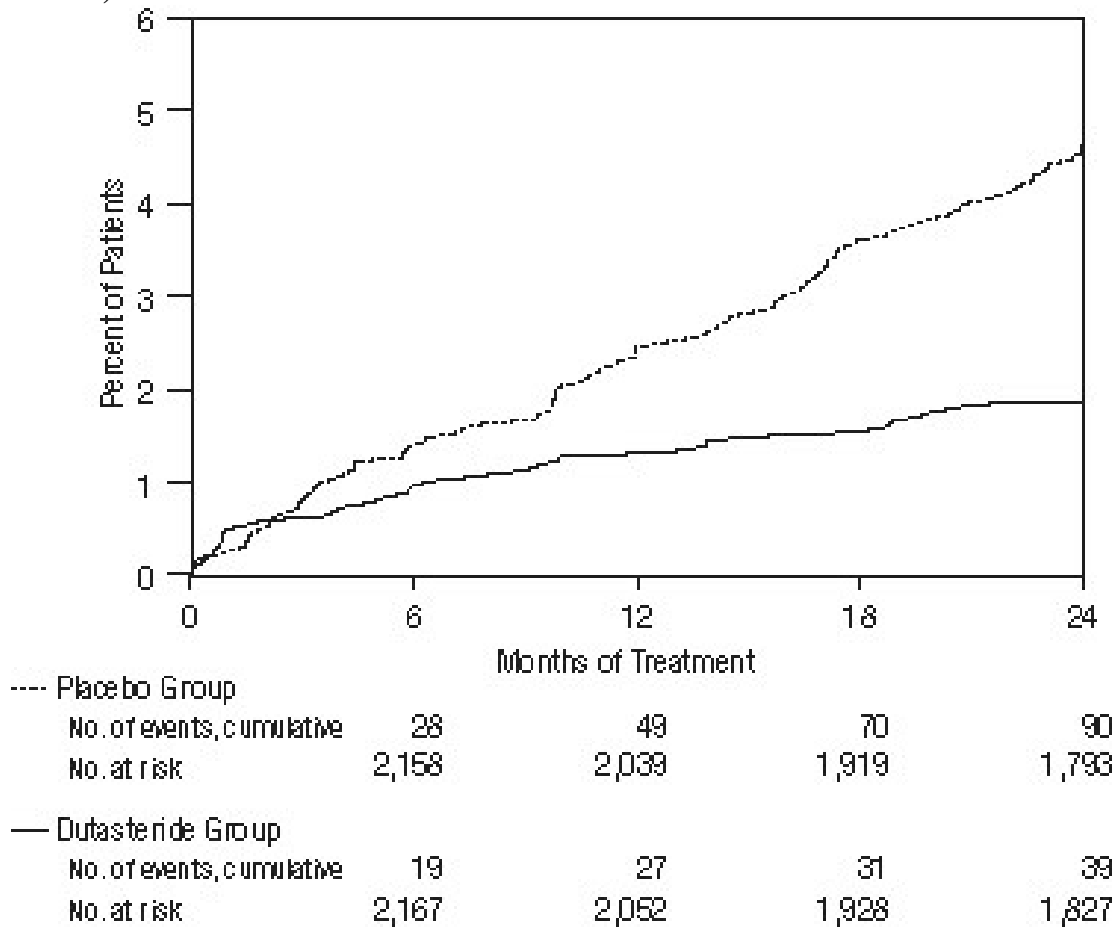 6
5
4
3
2
1
0
Percent of Patients
0 6 12 18 24
Months of Treatment
---- Placebo Group
No. of events, cumulative 28 49 70 90
No. at risk 2,158 2,039 1,919 1,793
— Dutasteride Group
No. of events, cumulative 19 27 31 39
No. at risk 2,167 2,052 1,928 1,827